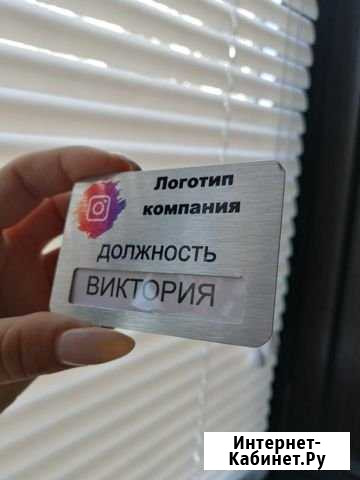 Логотип
компания
ДОЛЖНОСТЬ
ВИКТОРИЯ
Интернет-
Кабинет.Ру